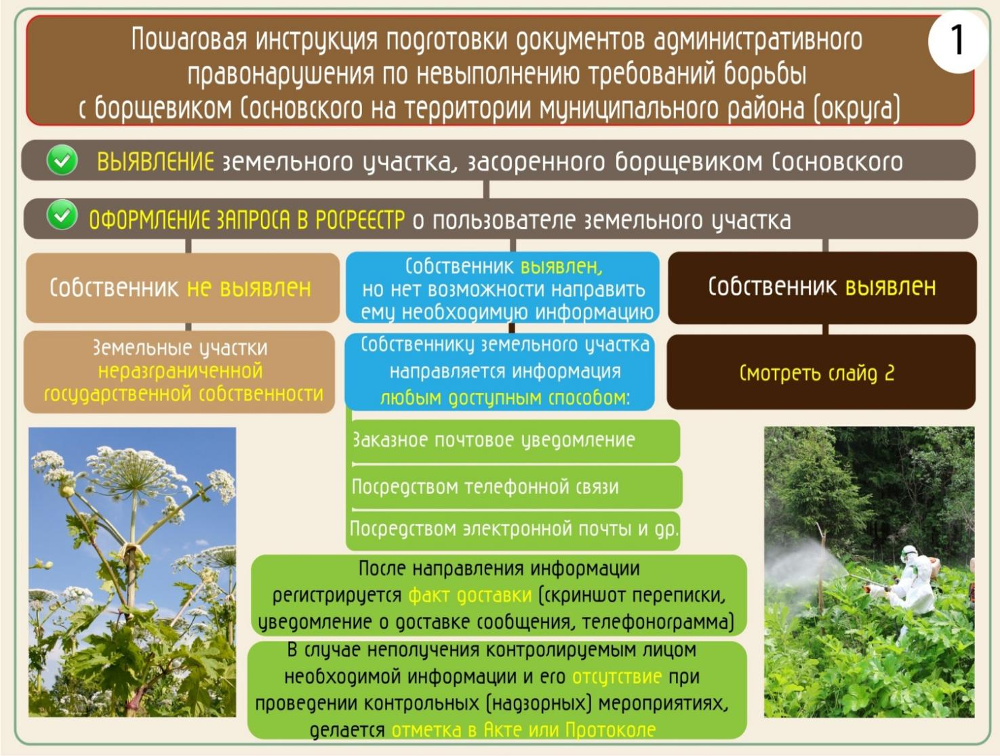 Пошаговая инструкция подготовки документов административного
правонарушения по невыполнению требований борьбы
с борщевиком Сосновского на территории муниципального района (округа)
1
ВЫЯВЛЕНИЕ земельного участка, засоренного борщевиком Сосновского
ОФОРМЛЕНИЕ ЗАПРОСА В РОСРЕЕСТР о пользователе земельного участка
Собственник не выявлен
Земельные участки
неразграниченной
государственной собственности
Собственник выявлен,
но нет возможности направить
ему необходимую информацию
Собственнику земельного участка
направляется информация
любым доступным способом:
Заказное почтовое уведомление
Посредством телефонной связи
Посредством электронной почты и др.
Собственник выявлен
Смотреть слайд 2
После направления информации
регистрируется факт доставки (скриншот переписки,
уведомление о доставке сообщения, телефонограмма)
В случае неполучения контролируемым лицом
необходимой информации и его отсутствие при
проведении контрольных (надзорных) мероприятиях,
делается отметка в Акте или Протоколе